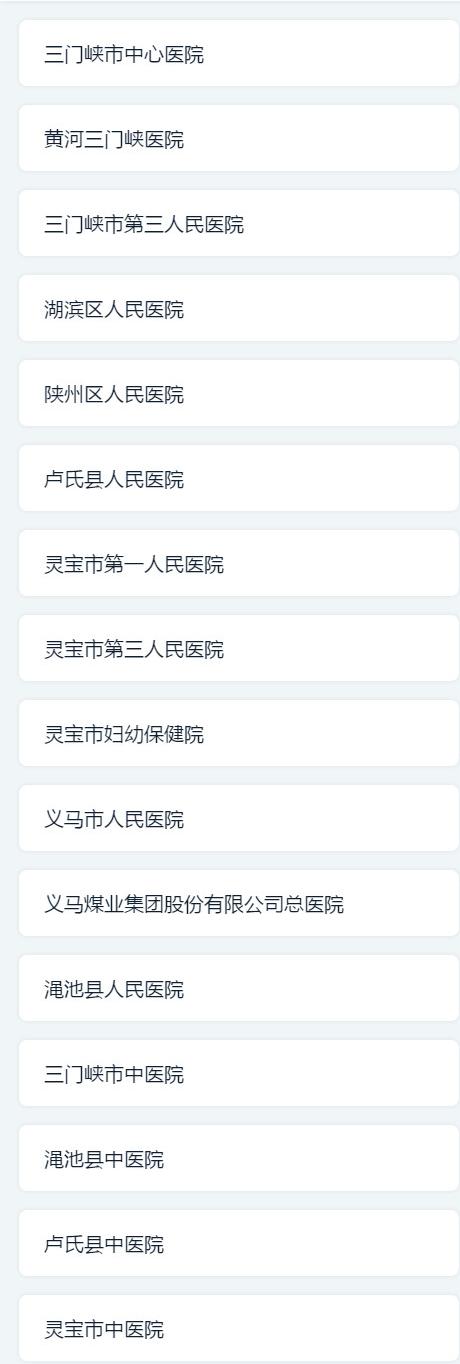 三门峡市中心医院
黄河三门峡医院
三门峡市第三人民医院
湖滨区人民医院
陕州区人民医院
卢氏县人民医院
灵宝市第一人民医院
灵宝市第三人民医院
灵宝市妇幼保健院
义马市人民医院
义马煤业集团股份有限公司总医院
渑池县人民医院
三门峡市中医院
渑池县中医院
卢氏县中医院
灵宝市中医院